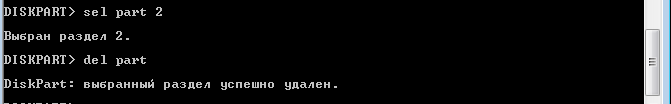 DISKPART> sel part 2
Выбран раздел 2.
DISKPART> del part
DiskPart: выбранный раздел успешно удален.